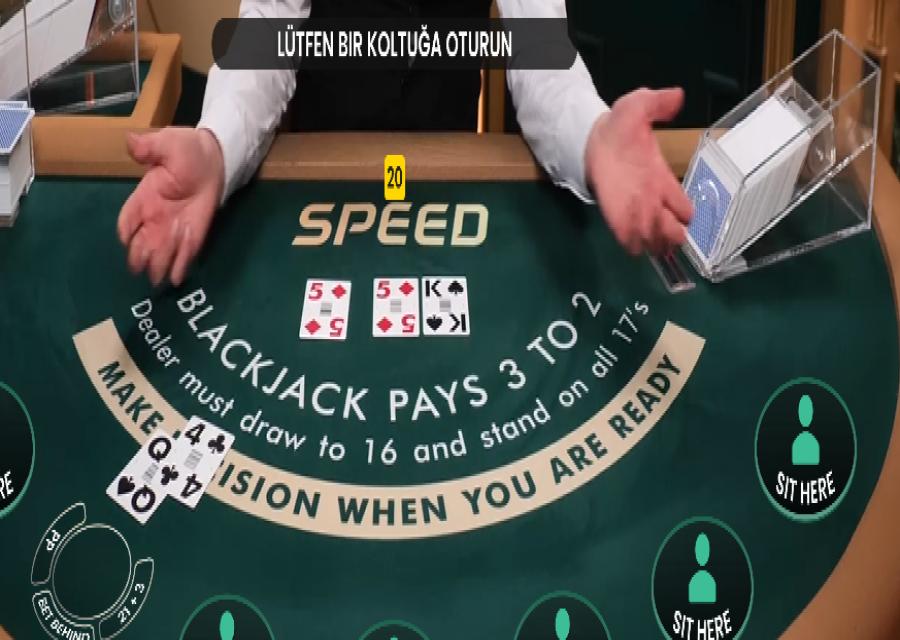 LÜTFEN BIR KOLTUĞA OTURUN
20
SPEED
5 5 K
5 5 K
BLACKJACK PAYS 3 TO 2
Dealer must draw to 16 and stand on all 17's
MAKE ISION WHEN YOU ARE READY
Q 4
Q 4
RE
SIT HERE
SIT HERE
PP
BET BEHIND
21 + 3